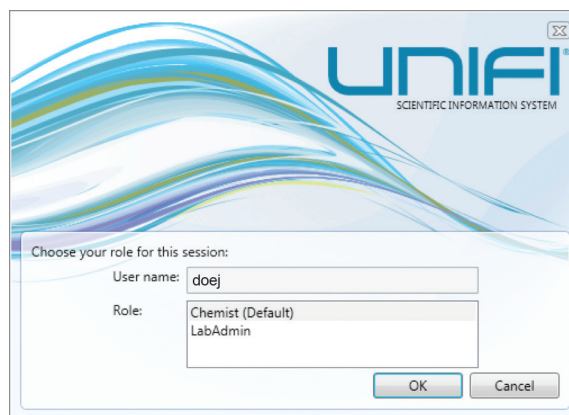 UNIFI®
SCIENTIFIC INFORMATION SYSTEM
Choose your role for this session:
User name: doej
Role: Chemist (Default)
LabAdmin
OK Cancel